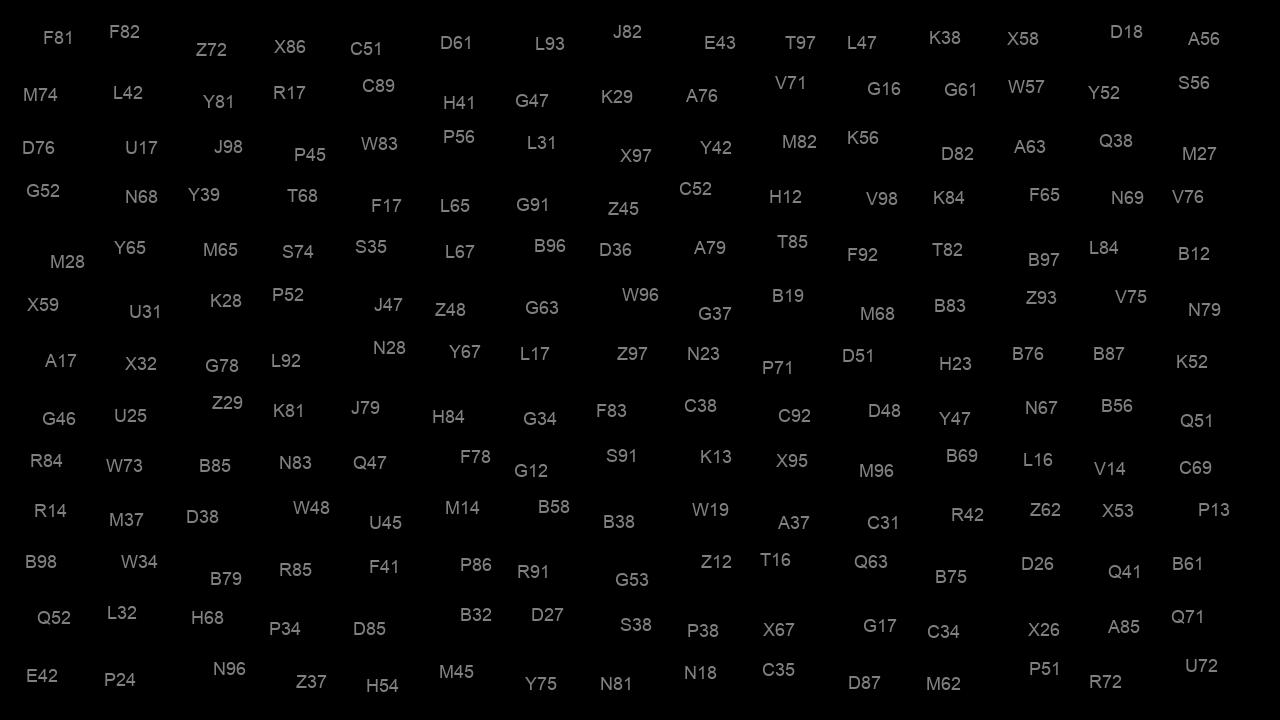 F81 F82 Z72 X86 C51 D61 L93 J82 E43 T97 L47 K38 X58 D18 A56
M74 L42 Y81 R17 C89 H41 G47 K29 A76 V71 G16 G61 W57 Y52 S56
D76 U17 J98 P45 W83 P56 L31 X97 Y42 M82 K56 D82 A63 Q38 M27
G52 N68 Y39 T68 F17 L65 G91 Z45 C52 H12 V98 K84 F65 N69 V76
M28 Y65 M65 S74 S35 L67 B96 D36 A79 T85 F92 T82 B97 L84 B12
X59 U31 K28 P52 J47 Z48 G63 W96 G37 B19 M68 B83 Z93 V75 N79
A17 X32 G78 L92 N28 Y67 L17 Z97 N23 P71 D51 H23 B76 B87 K52
G46 U25 Z29 K81 J79 H84 G34 F83 C38 C92 D48 Y47 N67 B56 Q51
R84 W73 B85 N83 Q47 F78 G12 S91 K13 X95 M96 B69 L16 V14 C69
R14 M37 D38 W48 U45 M14 B58 B38 W19 A37 C31 R42 Z62 X53 P13
B98 W34 B79 R85 F41 P86 R91 G53 Z12 T16 Q63 B75 D26 Q41 B61
Q52 L32 H68 P34 D85 B32 D27 S38 P38 X67 G17 C34 X26 A85 Q71
E42 P24 N96 Z37 H54 M45 Y75 N81 N18 C35 D87 M62 P51 R72 U72